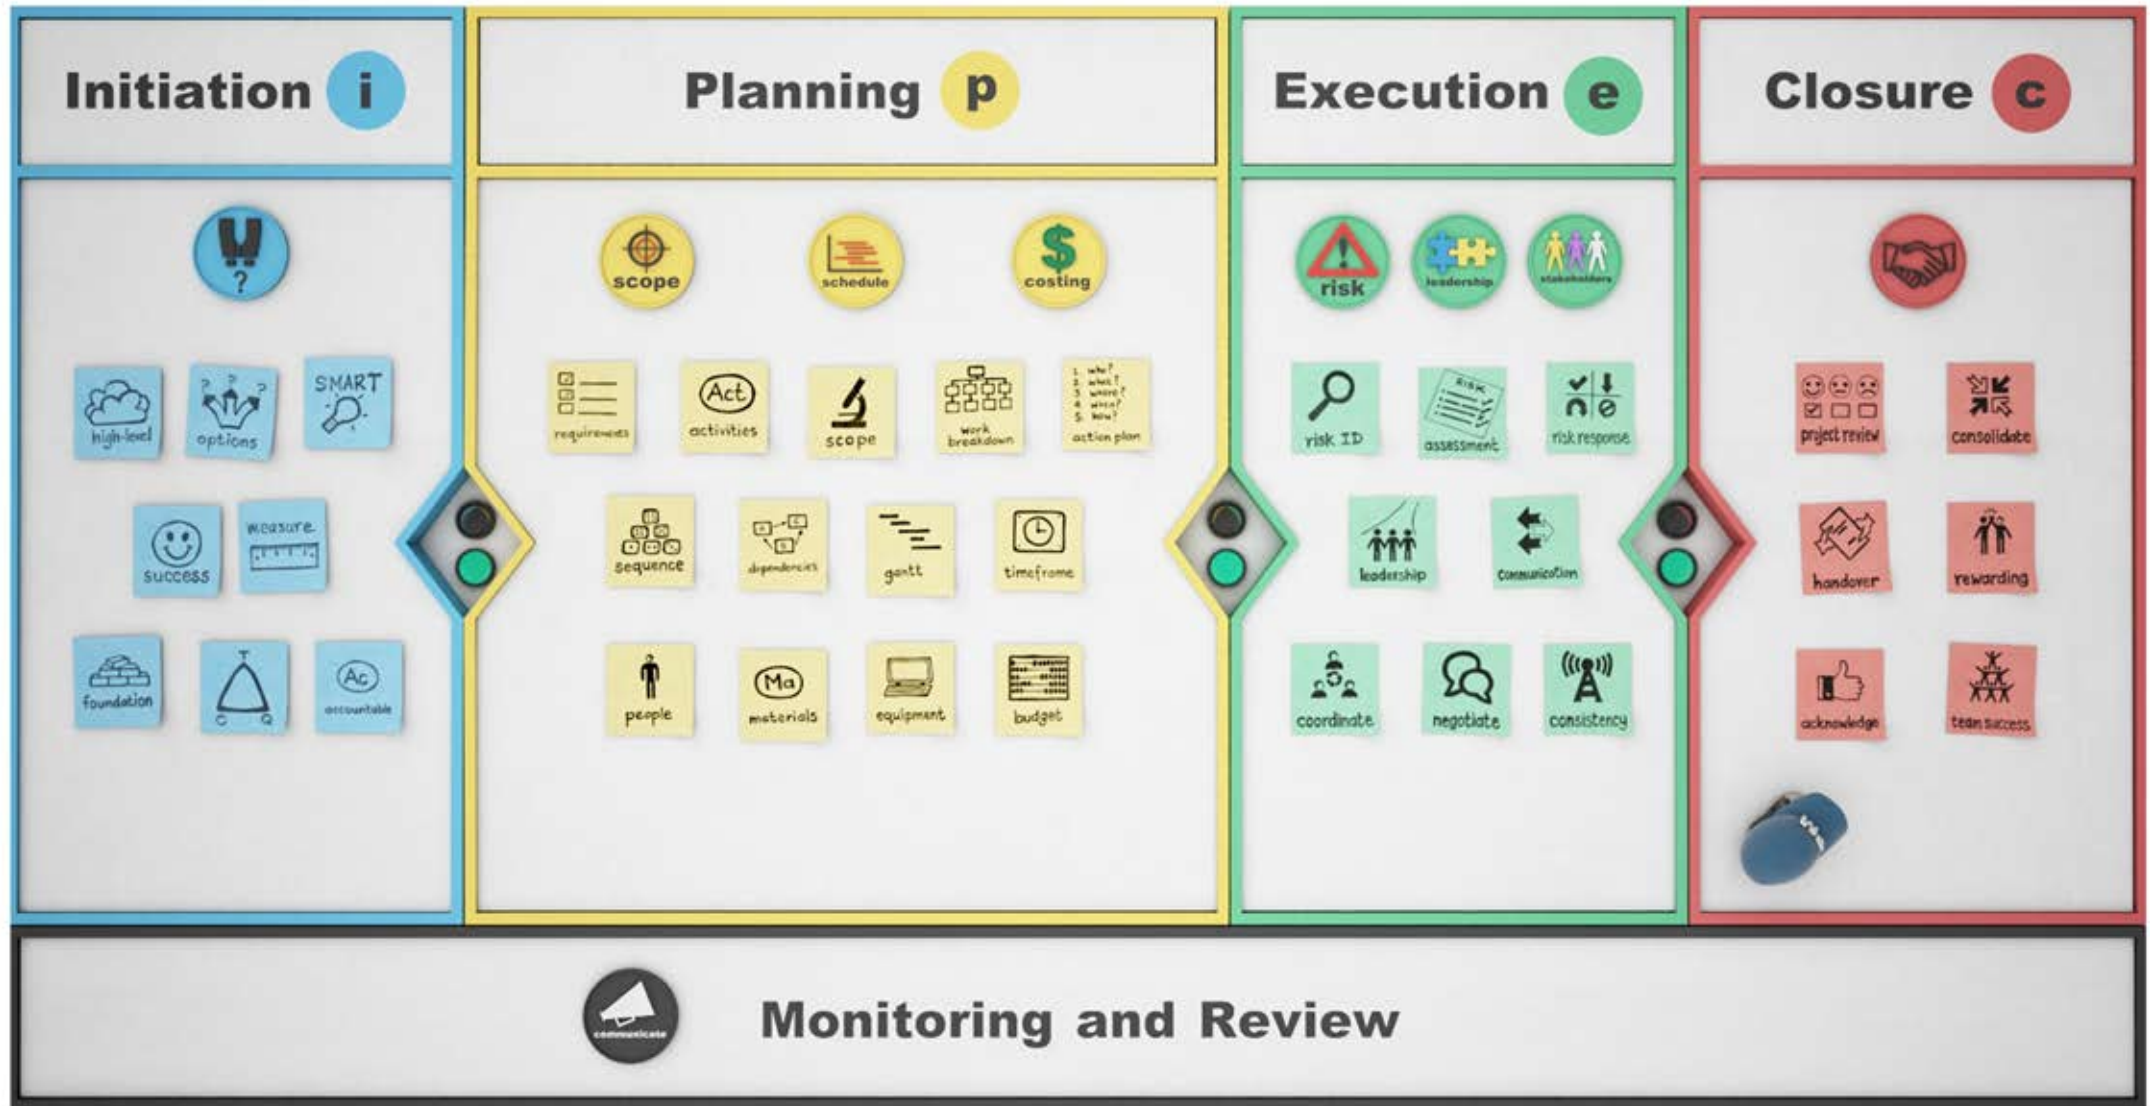 Initiation i
Planning p
Execution e
Closure c
?
scope
schedule
$
costing
!
risk
leadership
stakeholders
high-level
? ? ?
options
SMART
success
measure
foundation
T
C Q
Ac
accountable
requirements
Act
activities
scope
work
breakdown
1. who?
2. what?
3. where?
4. when?
5. how?
action plan
sequence
dependencies
gantt
timeframe
people
Ma
materials
equipment
budget
risk ID
RISK
assessment
risk response
leadership
communication
coordinate
negotiate
consistency
project review
consolidate
handover
rewarding
acknowledge
team success
communicate
Monitoring and Review